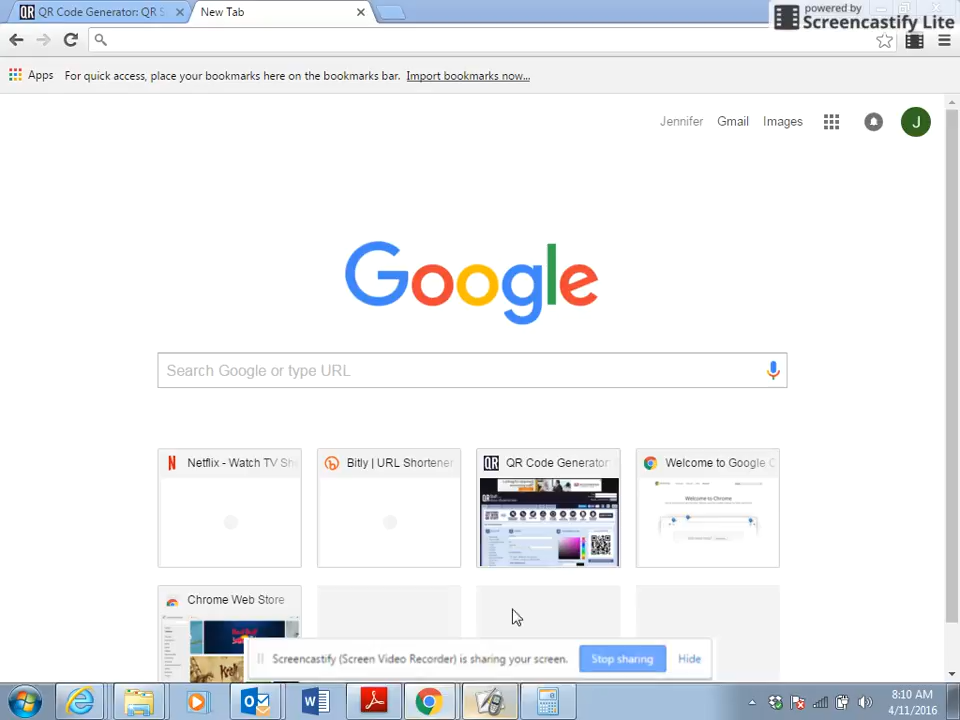 QR Code Generator: QR S
New Tab
powered by
Screencastify Lite
Apps
For quick access, place your bookmarks here on the bookmarks bar. Import bookmarks now...
Jennifer
Gmail
Images
J
Google
Search Google or type URL
Netflix - Watch TV Sh
Bitly | URL Shortener
QR Code Generator
Welcome to Google C
Chrome Web Store
Screencastify (Screen Video Recorder) is sharing your screen.
Stop sharing
Hide
8:10 AM
4/11/2016